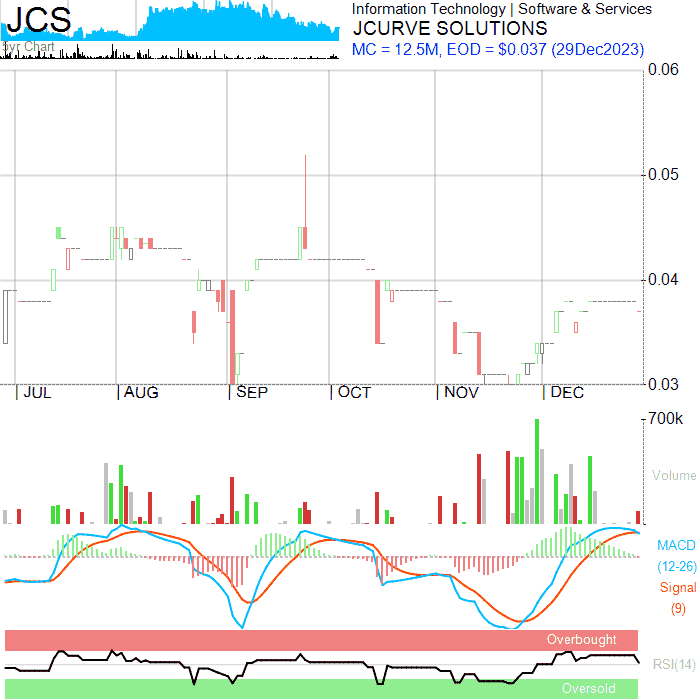 JCS
5yr Chart
Information Technology | Software & Services
JCURVE SOLUTIONS
MC = 12.5M, EOD = $0.037 (29Dec2023)
0.06
0.05
0.04
0.03
JUL AUG SEP OCT NOV DEC
700k
Volume
MACD
(12-26)
Signal
(9)
Overbought
RSI(14)
Oversold